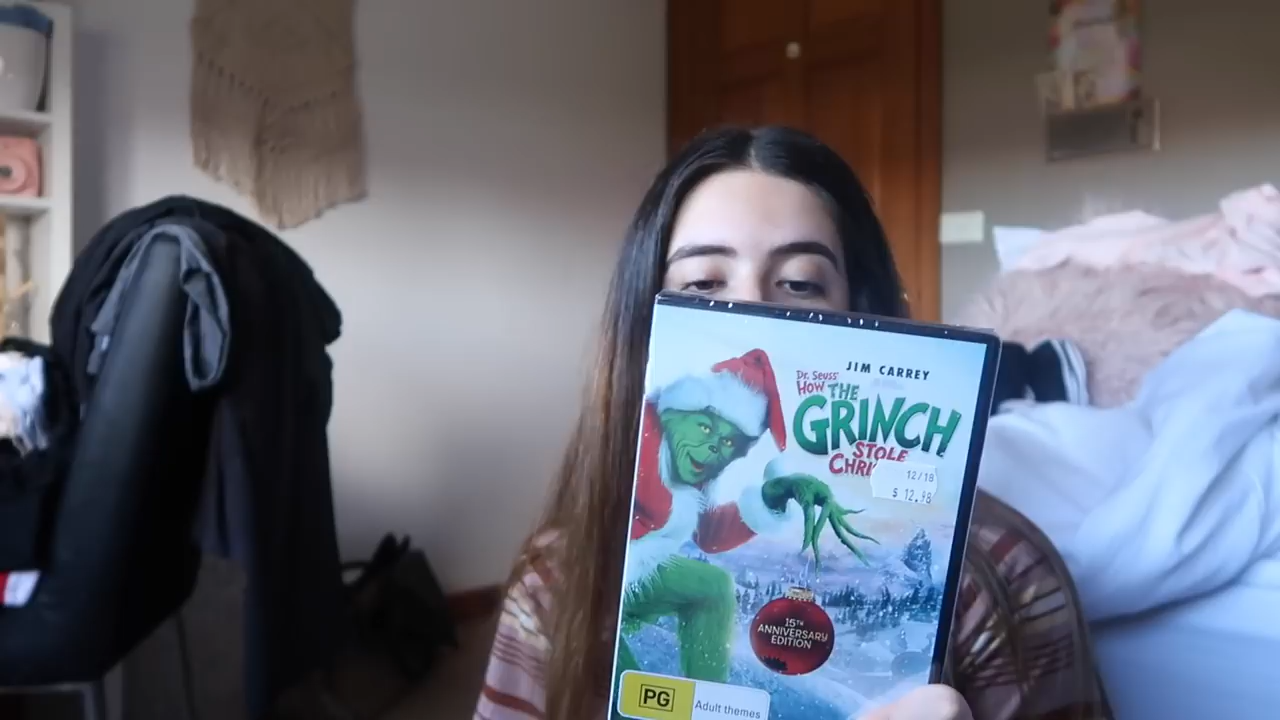 JIM CARREY
Dr. Seuss'
HOW THE
GRINCH
STOLE
12/18
$ 12.98
15TH
ANNIVERSARY
EDITION
PG
Adult themes